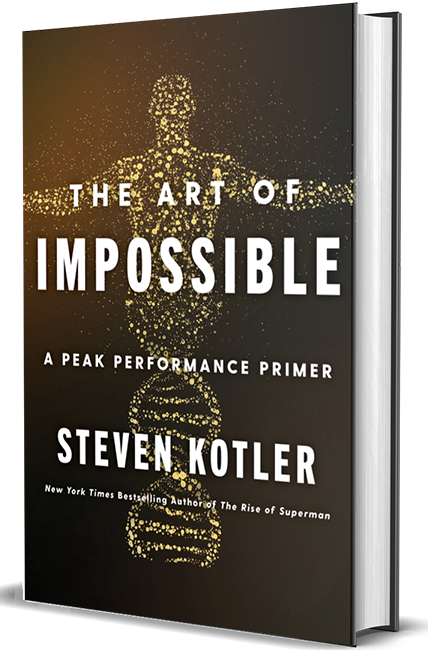 THE ART OF
IMPOSSIBLE
A PEAK PERFORMANCE PRIMER
STEVEN KOTLER
New York Times Bestselling Author of The Rise of Superman